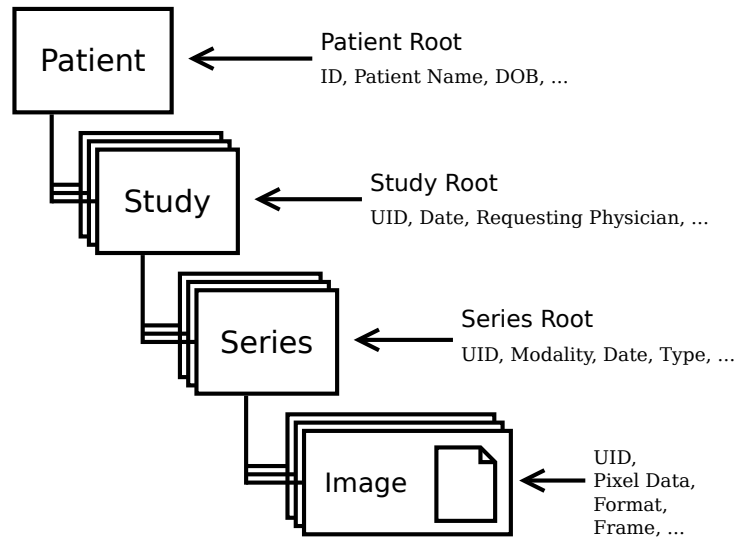 Patient
Patient Root
ID, Patient Name, DOB, ...
Study
Study Root
UID, Date, Requesting Physician, ...
Series
Series Root
UID, Modality, Date, Type, ...
Image
UID,
Pixel Data,
Format,
Frame, ...